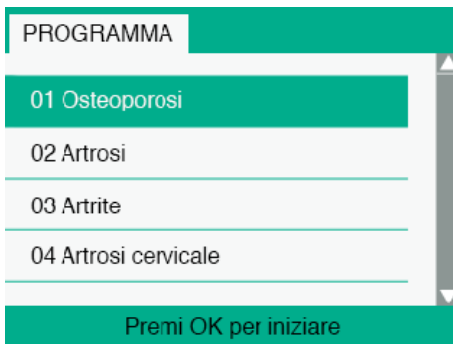 PROGRAMMA
01 Osteoporosi
02 Artrosi
03 Artrite
04 Artrosi cervicale
Premi OK per iniziare